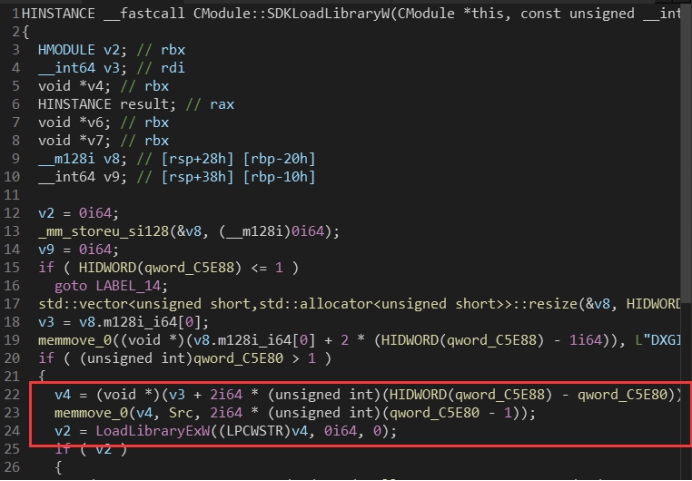 1 HINSTANCE __fastcall CModule::SDKLoadLibraryW(CModule *this, const unsigned __int
2 {
3 HMODULE v2; // rbx
4 __int64 v3; // rdi
5 void *v4; // rbx
6 HINSTANCE result; // rax
7 void *v6; // rbx
8 void *v7; // rbx
9 __m128i v8; // [rsp+28h] [rbp-20h]
10 __int64 v9; // [rsp+38h] [rbp-10h]
11
12 v2 = 0i64;
13 _mm_storeu_si128(&v8, (__m128i)0i64);
14 v9 = 0i64;
15 if ( HIDWORD(qword_C5E88) <= 1 )
16 goto LABEL_14;
17 std::vector<unsigned short,std::allocator<unsigned short>>::resize(&v8, HIDWORD
18 v3 = v8.m128i_i64[0];
19 memmove_0((void *)(v8.m128i_i64[0] + 2 * (HIDWORD(qword_C5E88) - 1i64)), L"DXGI
20 if ( (unsigned int)qword_C5E80 > 1 )
21 {
22 v4 = (void *)(v3 + 2i64 * (unsigned int)(HIDWORD(qword_C5E88) - qword_C5E80))
23 memmove_0(v4, Src, 2i64 * (unsigned int)(qword_C5E80 - 1));
24 v2 = LoadLibraryExW((LPCWSTR)v4, 0i64, 0);
25 if ( v2 )
26 {